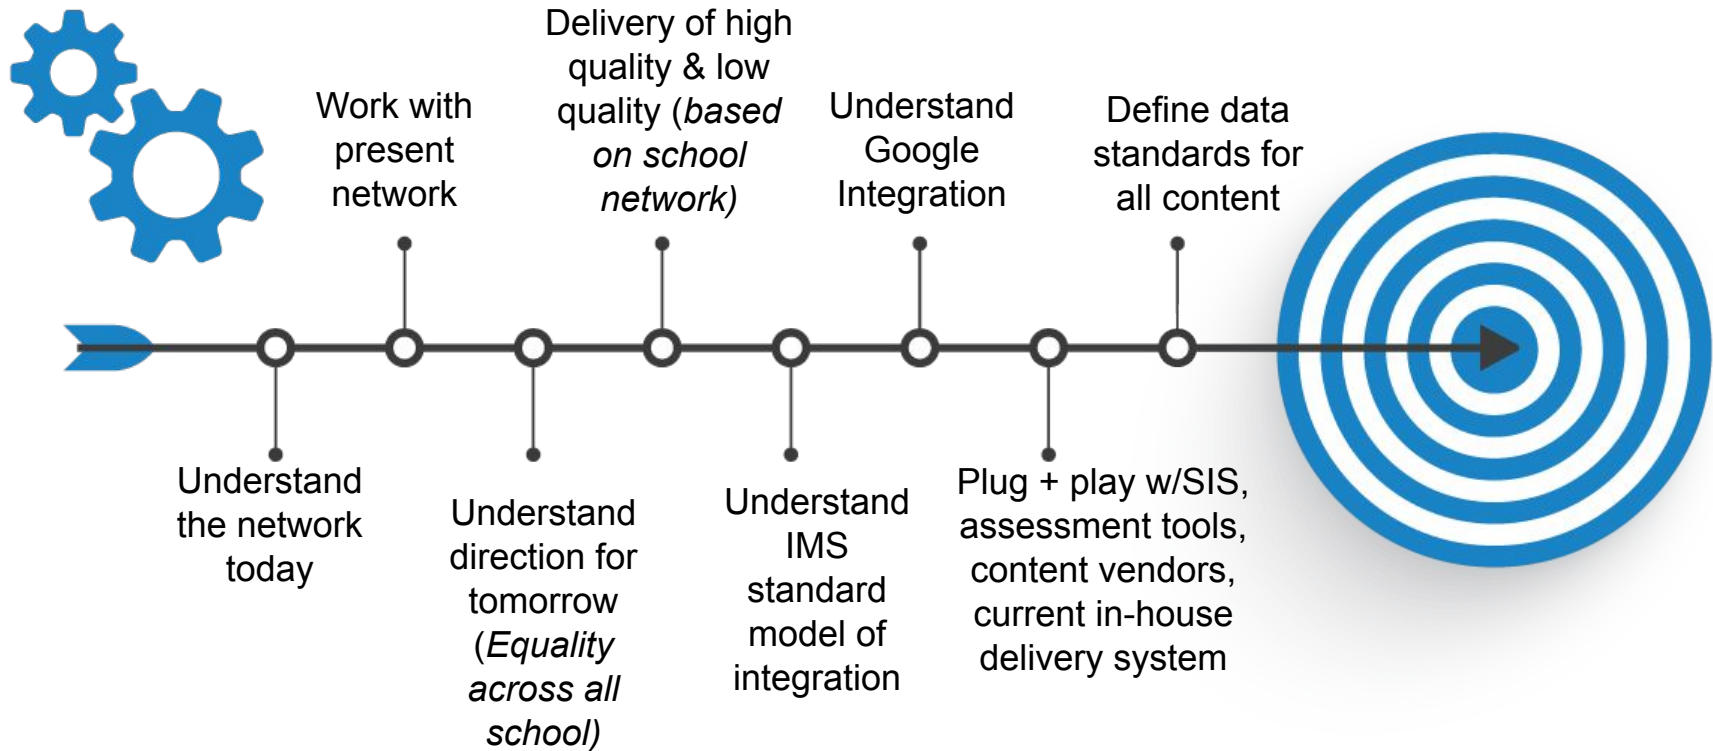 Understand
the network
today
Work with
present
network
Understand
direction for
tomorrow
(Equality
across all
school)
Delivery of high
quality & low
quality (based
on school
network)
Understand
IMS
standard
model of
integration
Understand
Google
Integration
Plug + play w/SIS,
assessment tools,
content vendors,
current in-house
delivery system
Define data
standards for
all content